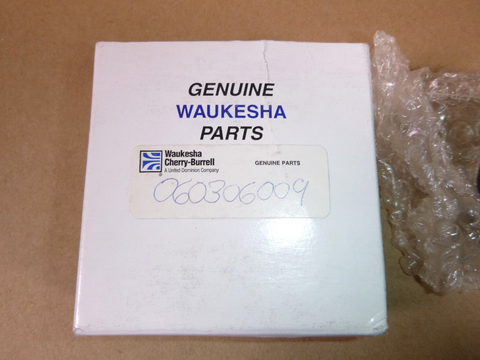 GENUINE
WAUKESHA
PARTS
Waukesha
Cherry-Burrell
A United Dominion Company
GENUINE PARTS
060306009